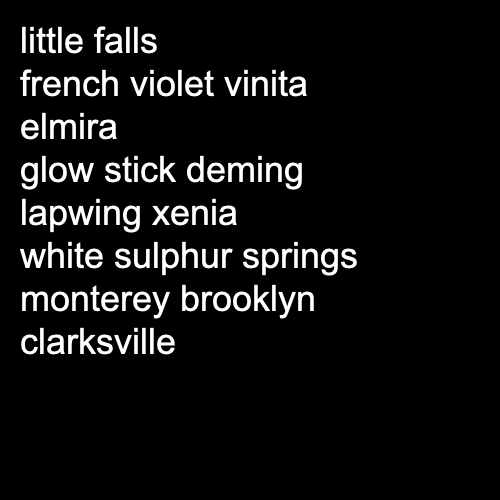 little falls
french violet vinita
elmira
glow stick deming
lapwing xenia
white sulphur springs
monterey brooklyn
clarksville